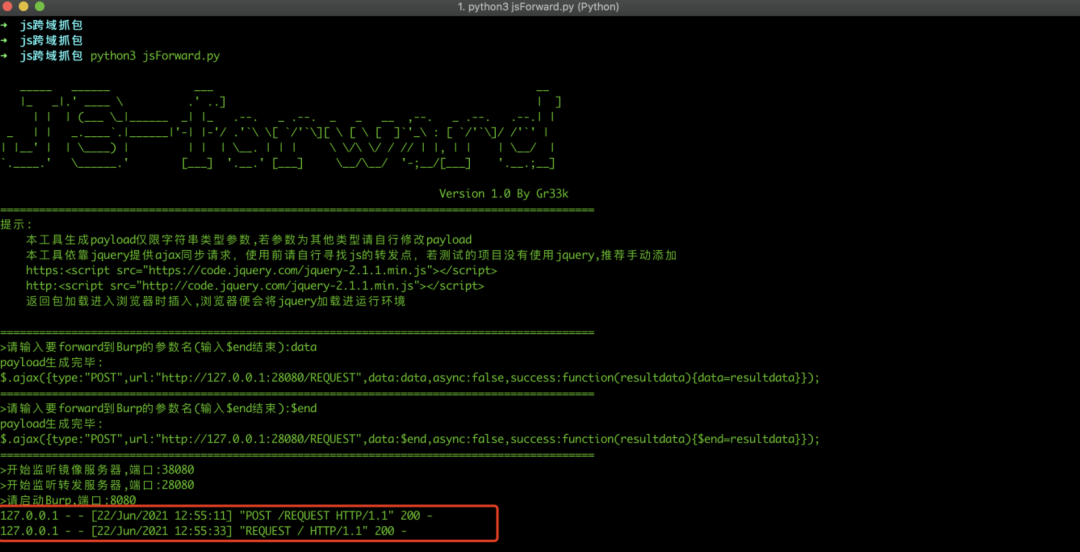 1. python3 jsForward.py (Python)
➜ js跨域抓包
➜ js跨域抓包
➜ js跨域抓包 python3 jsForward.py
JS-forward
Version 1.0 By Gr33k
==========================================================================================
提示:
本工具生成payload仅限字符串类型参数,若参数为其他类型请自行修改payload
本工具依靠jquery提供ajax同步请求，使用前请自行寻找js的转发点，若测试的项目没有使用jquery,推荐手动添加
https:<script src="https://code.jquery.com/jquery-2.1.1.min.js"></script>
http:<script src="http://code.jquery.com/jquery-2.1.1.min.js"></script>
返回包加载进入浏览器时插入,浏览器便会将jquery加载进运行环境
==========================================================================================
>请输入要forward到Burp的参数名(输入$end结束):data
payload生成完毕:
$.ajax({type:"POST",url:"http://127.0.0.1:28080/REQUEST",data:data,async:false,success:function(resultdata){data=resultdata}});
==========================================================================================
>请输入要forward到Burp的参数名(输入$end结束):$end
payload生成完毕:
$.ajax({type:"POST",url:"http://127.0.0.1:28080/REQUEST",data:$end,async:false,success:function(resultdata){$end=resultdata}});
==========================================================================================
>开始监听镜像服务器,端口:38080
>开始监听转发服务器,端口:28080
>请启动Burp,端口:8080
127.0.0.1 - - [22/Jun/2021 12:55:11] "POST /REQUEST HTTP/1.1" 200 -
127.0.0.1 - - [22/Jun/2021 12:55:33] "REQUEST / HTTP/1.1" 200 -